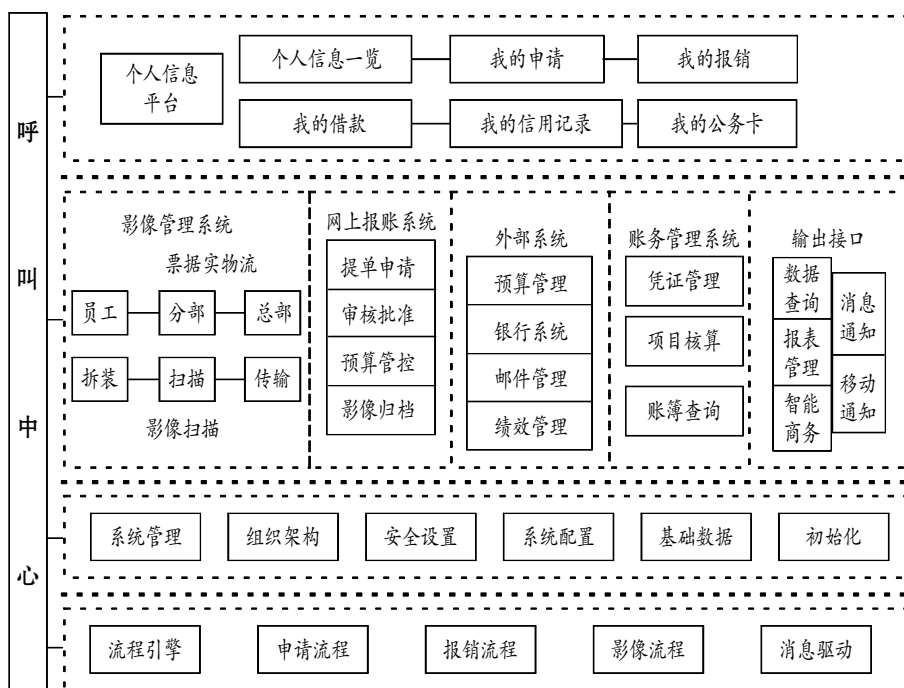 呼
叫
中
心
个人信息
平台
个人信息一览
我的申请
我的报销
我的借款
我的信用记录
我的公务卡
影像管理系统
票据实物流
员工
分部
总部
拆装
扫描
传输
影像扫描
网上报账系统
提单申请
审核批准
预算管控
影像归档
外部系统
预算管理
银行系统
邮件管理
绩效管理
账务管理系统
凭证管理
项目核算
账簿查询
输出接口
数据
查询
报表
管理
智能
商务
消息
通知
移动
通知
系统管理
组织架构
安全设置
系统配置
基础数据
初始化
流程引擎
申请流程
报销流程
影像流程
消息驱动